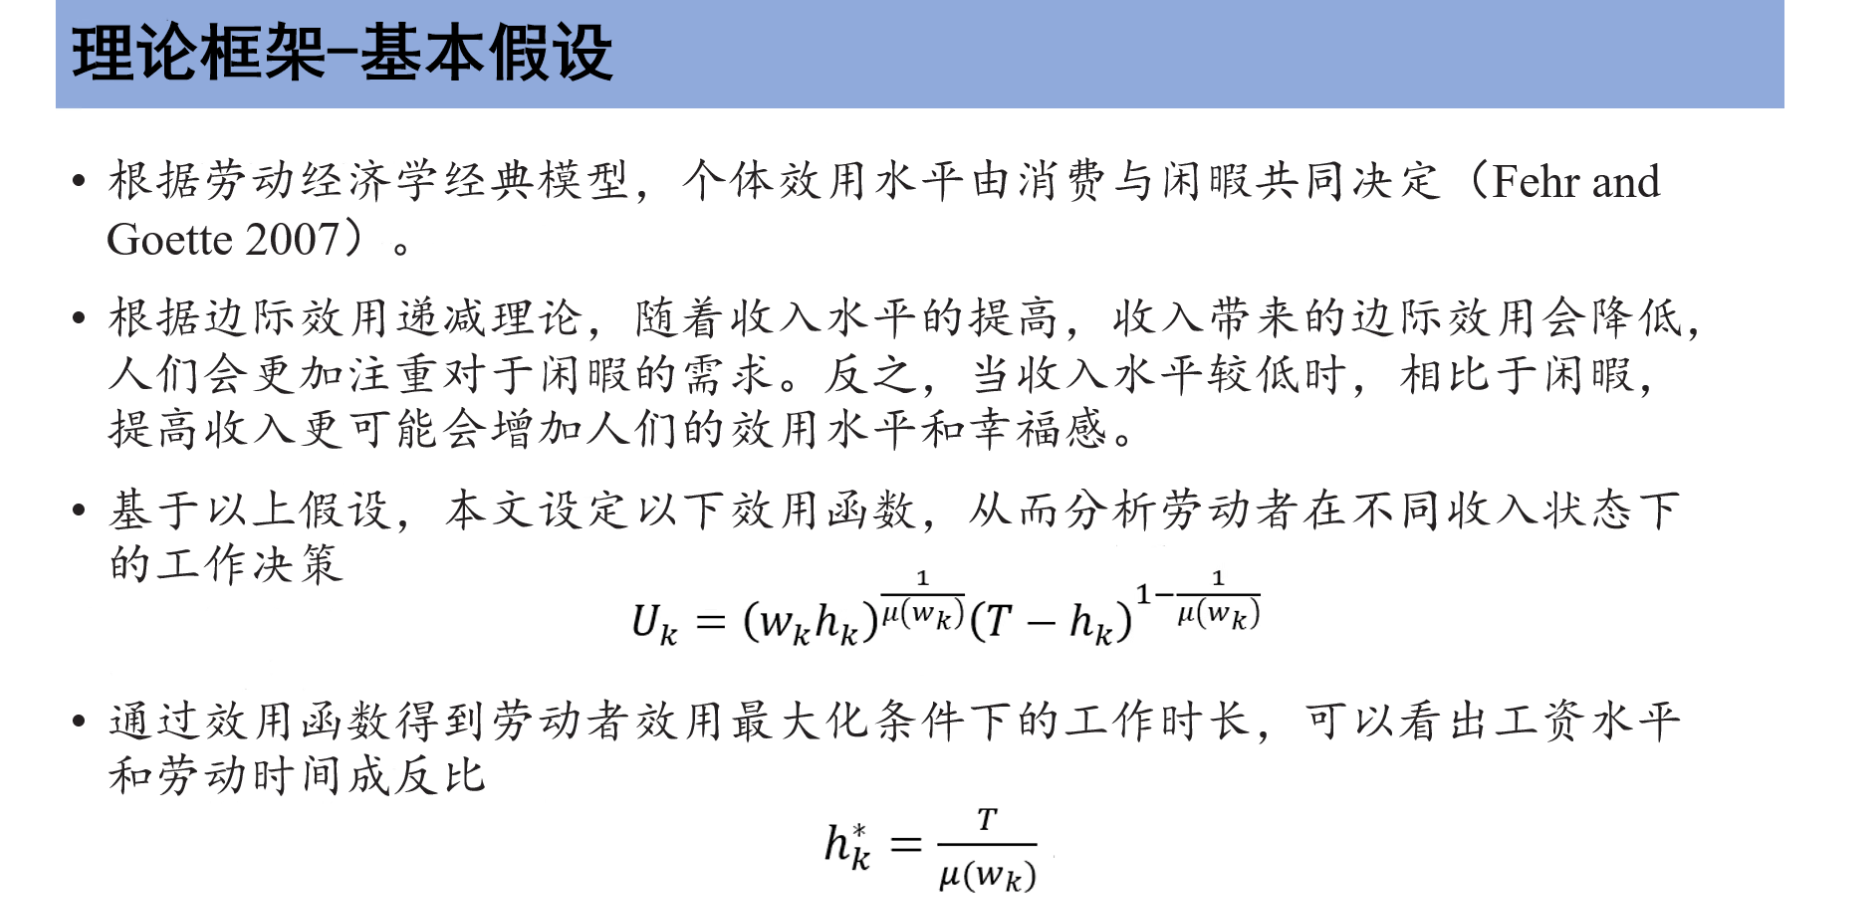 理论框架-基本假设
• 根据劳动经济学经典模型，个体效用水平由消费与闲暇共同决定（Fehr and
Goette 2007）。
• 根据边际效用递减理论，随着收入水平的提高，收入带来的边际效用会降低，
人们会更加注重对于闲暇的需求。反之，当收入水平较低时，相比于闲暇，
提高收入更可能会增加人们的效用水平和幸福感。
• 基于以上假设，本文设定以下效用函数，从而分析劳动者在不同收入状态下
的工作决策
$U_k = (w_k h_k)^{\frac{1}{\mu(w_k)}} (T - h_k)^{1-\frac{1}{\mu(w_k)}}$
• 通过效用函数得到劳动者效用最大化条件下的工作时长，可以看出工资水平
和劳动时间成反比
$h_k^* = \frac{T}{\mu(w_k)}$